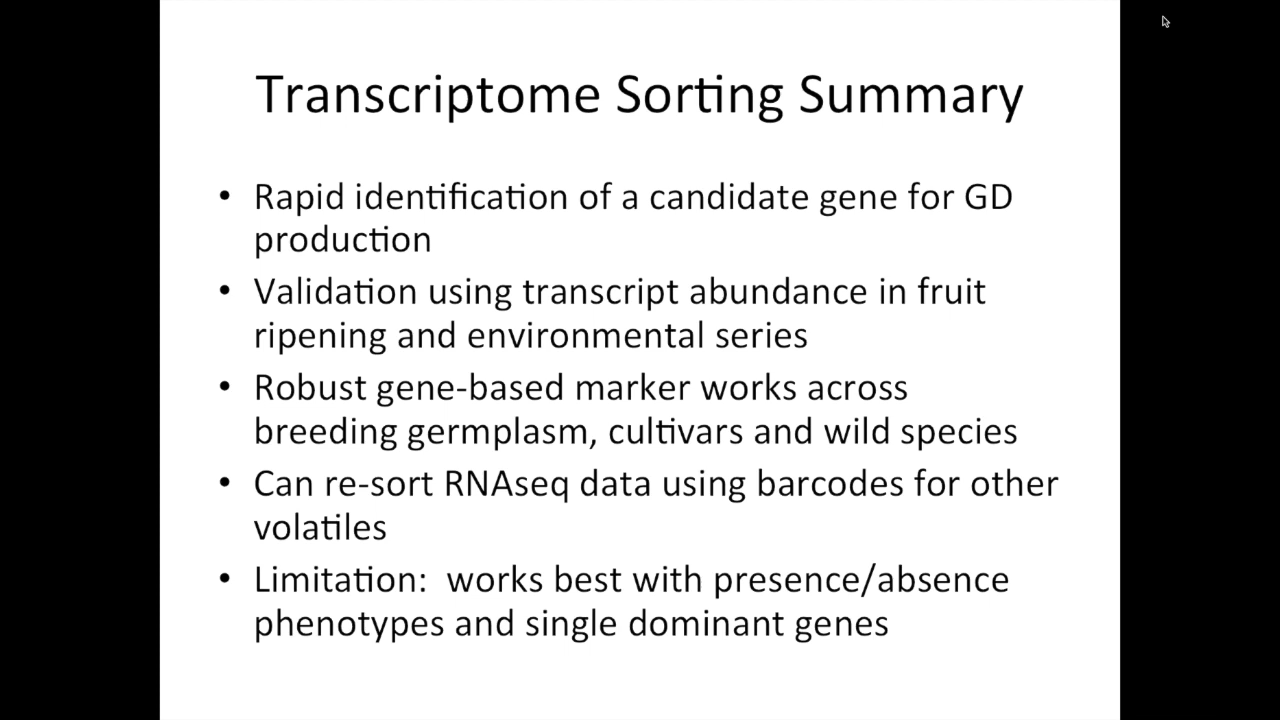 Transcriptome Sorting Summary
• Rapid identification of a candidate gene for GD
production
• Validation using transcript abundance in fruit
ripening and environmental series
• Robust gene-based marker works across
breeding germplasm, cultivars and wild species
• Can re-sort RNAseq data using barcodes for other
volatiles
• Limitation:  works best with presence/absence
phenotypes and single dominant genes